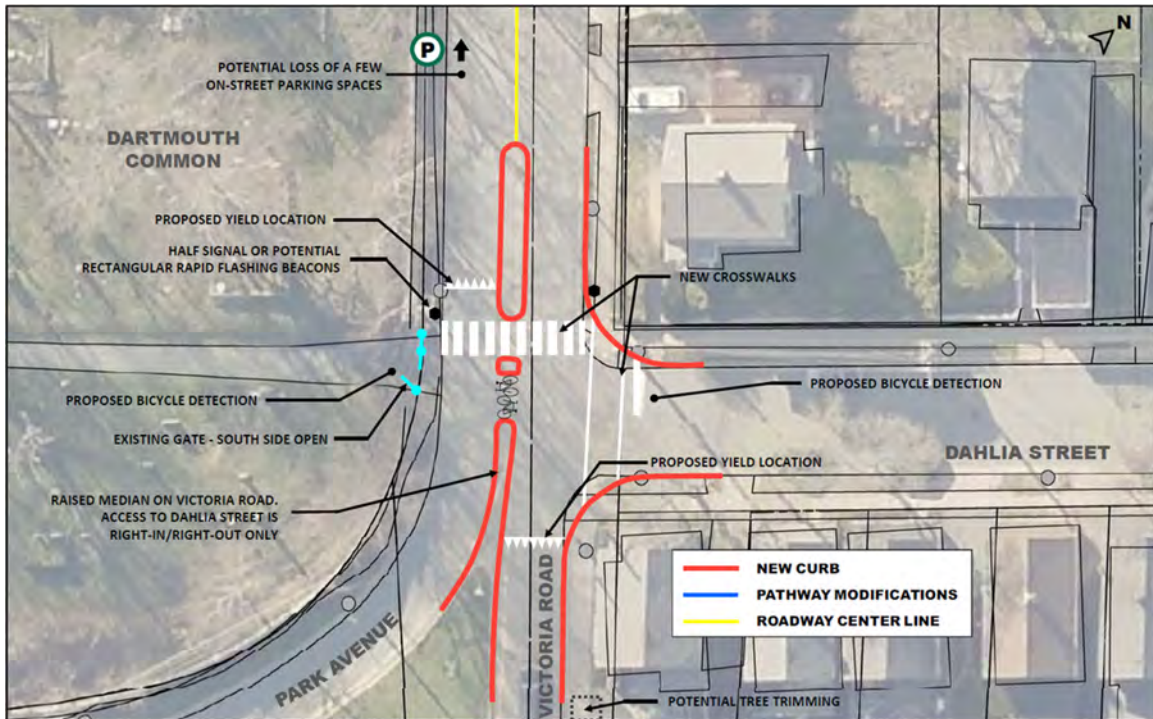 N
P
POTENTIAL LOSS OF A FEW
ON-STREET PARKING SPACES
DARTMOUTH
COMMON
PROPOSED YIELD LOCATION
HALF SIGNAL OR POTENTIAL
RECTANGULAR RAPID FLASHING BEACONS
NEW CROSSWALKS
PROPOSED BICYCLE DETECTION
PROPOSED BICYCLE DETECTION
EXISTING GATE - SOUTH SIDE OPEN
DAHLIA STREET
PROPOSED YIELD LOCATION
RAISED MEDIAN ON VICTORIA ROAD.
ACCESS TO DAHLIA STREET IS
RIGHT-IN/RIGHT-OUT ONLY
NEW CURB
PATHWAY MODIFICATIONS
ROADWAY CENTER LINE
PARK AVENUE
VICTORIA ROAD
POTENTIAL TREE TRIMMING